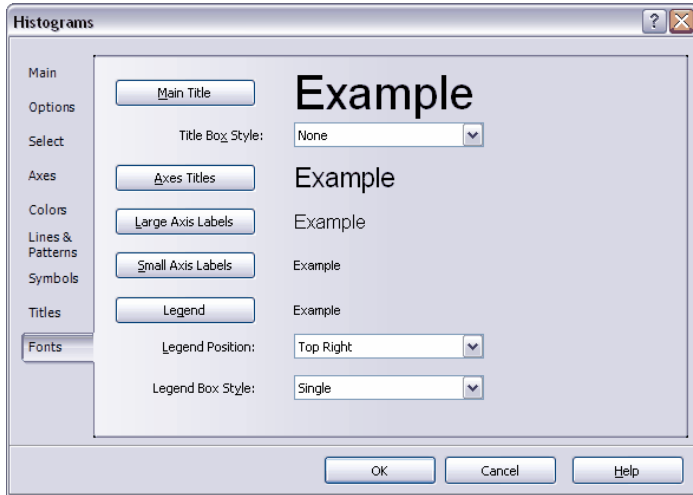 Histograms
Main
Options
Select
Axes
Colors
Lines &
Patterns
Symbols
Titles
Fonts
Main Title
Example
Title Box Style:
None
Axes Titles
Example
Large Axis Labels
Example
Small Axis Labels
Example
Legend
Example
Legend Position:
Top Right
Legend Box Style:
Single
OK
Cancel
Help